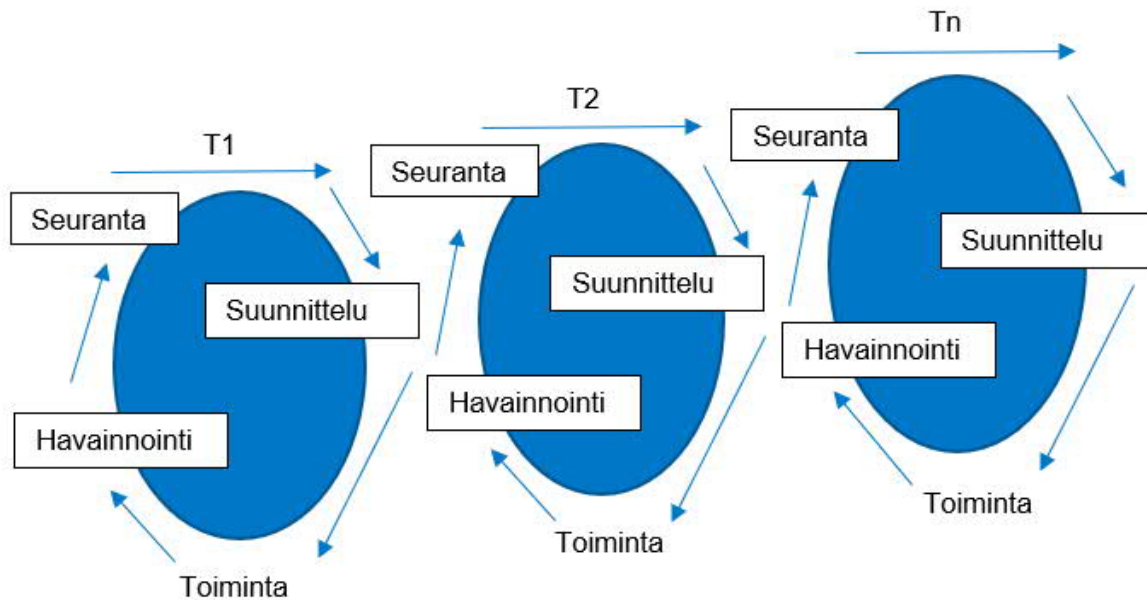 T1
Seuranta
Suunnittelu
Havainnointi
Toiminta
T2
Seuranta
Suunnittelu
Havainnointi
Toiminta
Tn
Seuranta
Suunnittelu
Havainnointi
Toiminta